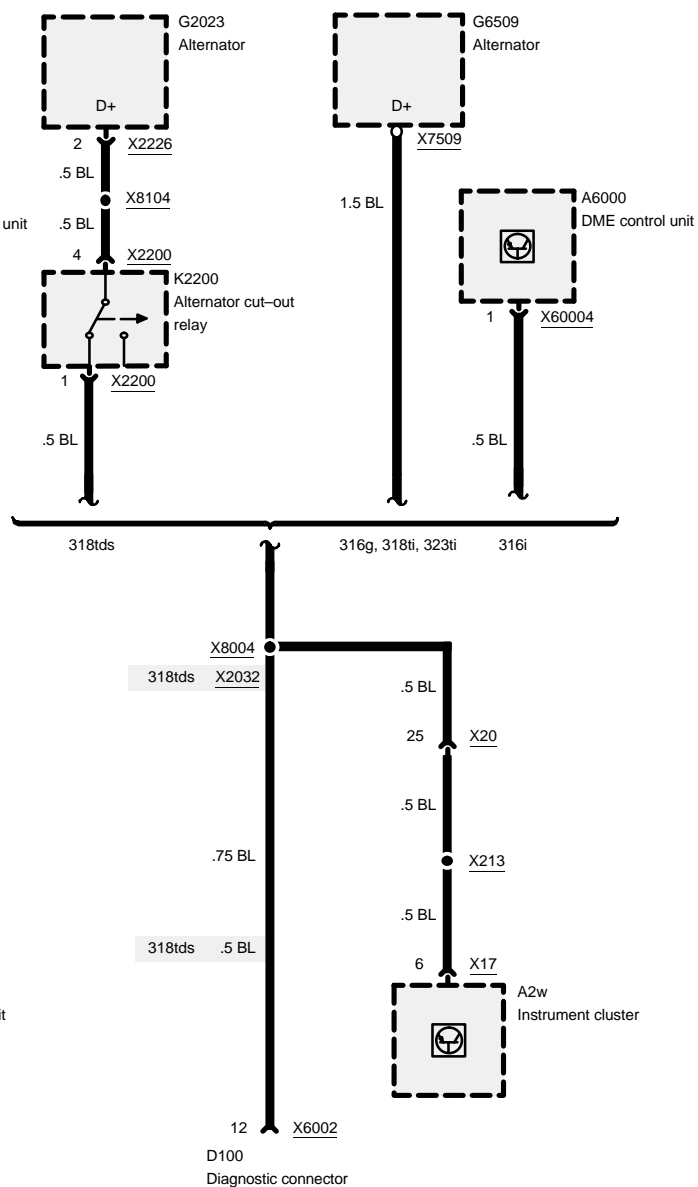 G2023
Alternator
G6509
Alternator
D+
D+
2 X2226
X7509
.5 BL
X8104
1.5 BL
A6000
DME control unit
unit
.5 BL
4 X2200
K2200
Alternator cut–out
relay
1 X60004
1 X2200
.5 BL
.5 BL
318tds
316g, 318ti, 323ti
316i
X8004
318tds X2032
.5 BL
25 X20
.5 BL
.75 BL
X213
.5 BL
318tds .5 BL
6 X17
A2w
Instrument cluster
it
12 X6002
D100
Diagnostic connector